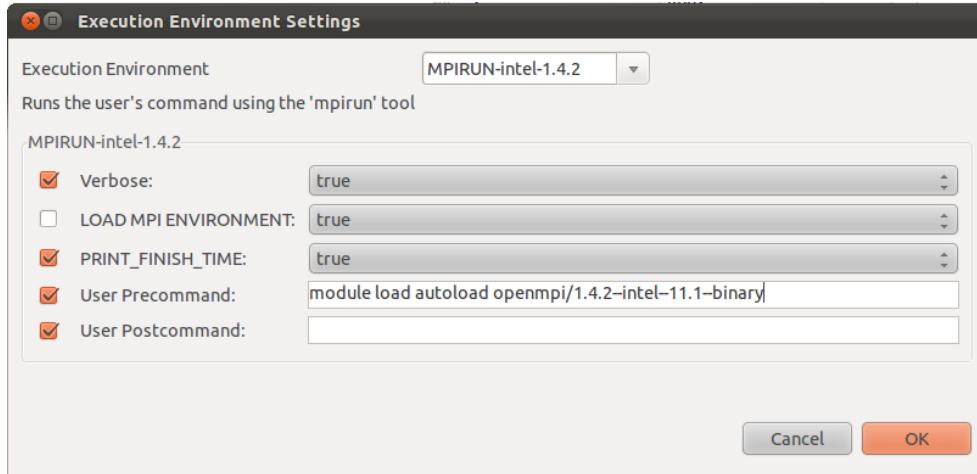 Execution Environment Settings
Execution Environment MPIRUN-intel-1.4.2
Runs the user's command using the 'mpirun' tool
MPIRUN-intel-1.4.2
Verbose: true
LOAD MPI ENVIRONMENT: true
PRINT_FINISH_TIME: true
User Precommand: module load autoload openmpi/1.4.2--intel--11.1--binary
User Postcommand:
Cancel OK